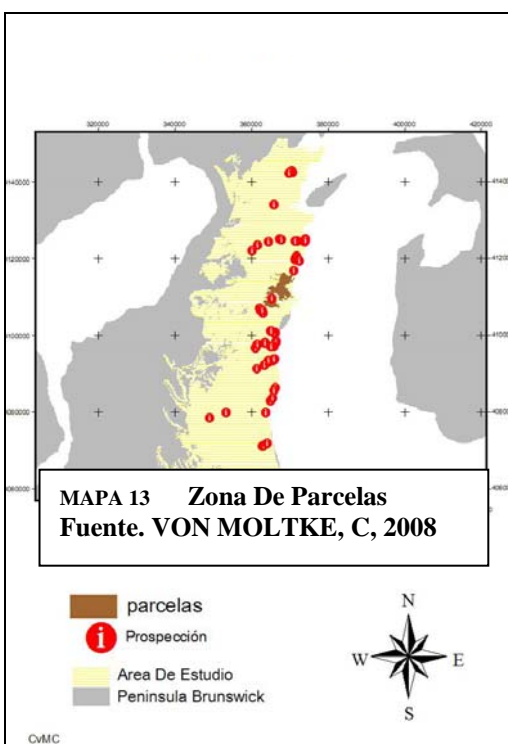 320000 340000 360000 380000 400000 420000
4140000
4120000
4100000
4080000
4060000
MAPA 13 Zona De Parcelas
Fuente. VON MOLTKE, C, 2008
parcelas
Prospección
Area De Estudio
Peninsula Brunswick
N
W E
S
CvMC